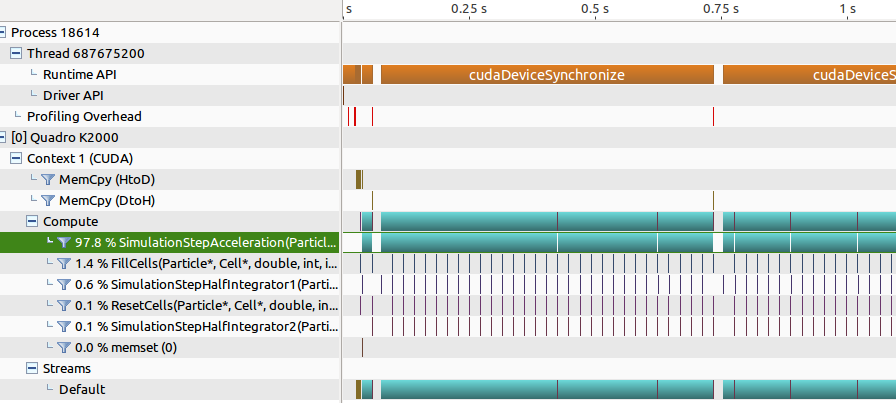 s 0.25 s 0.5 s 0.75 s 1 s
Process 18614
Thread 687675200
Runtime API cudaDeviceSynchronize cudaDeviceS
Driver API
Profiling Overhead
[0] Quadro K2000
Context 1 (CUDA)
MemCpy (HtoD)
MemCpy (DtoH)
Compute
97.8 % SimulationStepAcceleration(Particl...
1.4 % FillCells(Particle*, Cell*, double, int, i...
0.6 % SimulationStepHalfIntegrator1(Parti...
0.1 % ResetCells(Particle*, Cell*, double, in...
0.1 % SimulationStepHalfIntegrator2(Parti...
0.0 % memset (0)
Streams
Default